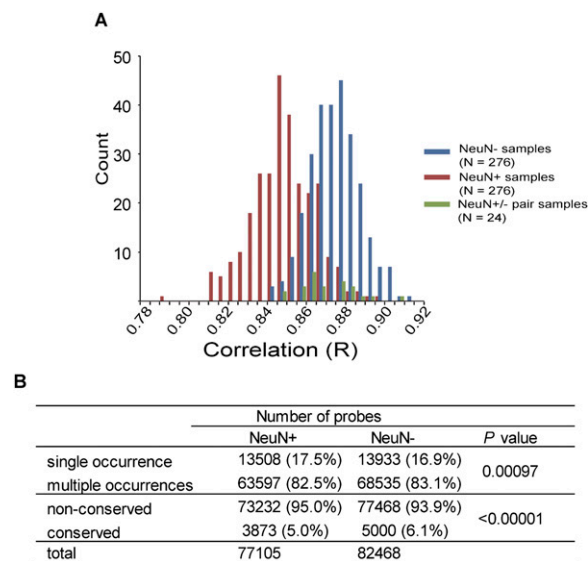 A
50
40
30
20
10
Count
0.78 0.80 0.82 0.84 0.86 0.88 0.90 0.92
Correlation (R)
NeuN- samples
(N = 276)
NeuN+ samples
(N = 276)
NeuN+/- pair samples
(N = 24)
B
Number of probes
NeuN+ NeuN- P value
single occurrence 13508 (17.5%) 13933 (16.9%) 0.00097
multiple occurrences 63597 (82.5%) 68535 (83.1%)
non-conserved 73232 (95.0%) 77468 (93.9%) <0.00001
conserved 3873 (5.0%) 5000 (6.1%)
total 77105 82468